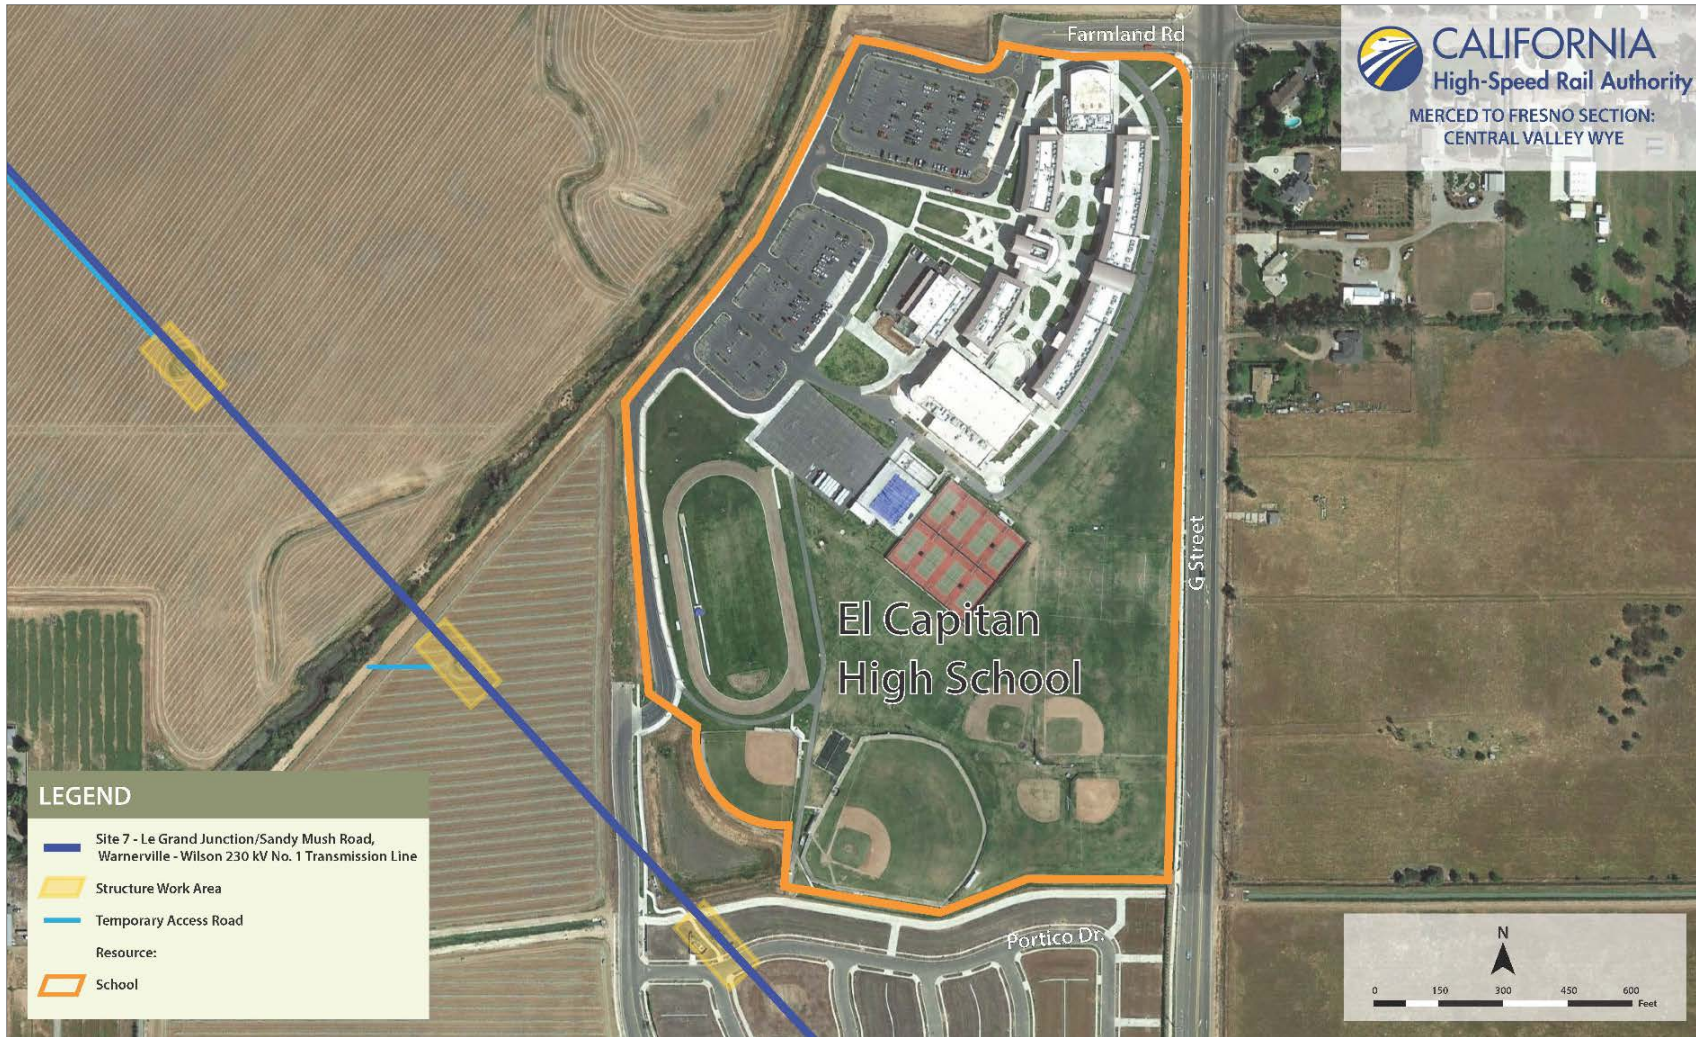 Farmland Rd
CALIFORNIA
High-Speed Rail Authority
MERCED TO FRESNO SECTION:
CENTRAL VALLEY WYE
G Street
El Capitan
High School
Portico Dr.
LEGEND
Site 7 - Le Grand Junction/Sandy Mush Road,
Warnerville - Wilson 230 kV No. 1 Transmission Line
Structure Work Area
Temporary Access Road
Resource:
School
N
0 150 300 450 600
Feet